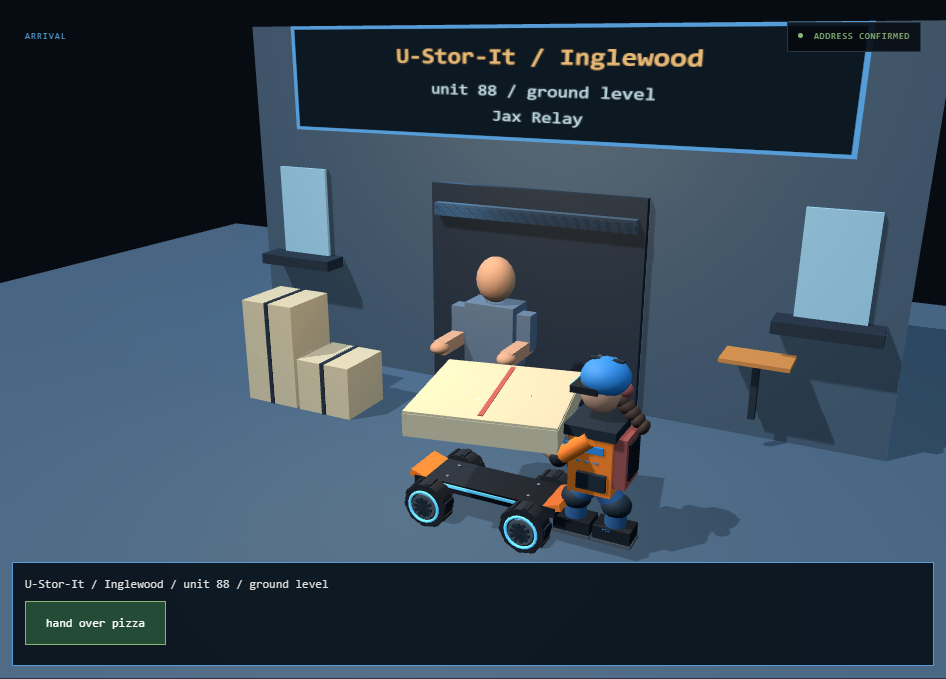 ARRIVAL
ADDRESS CONFIRMED
U-Stor-It / Inglewood
unit 88 / ground level
Jax Relay
U-Stor-It / Inglewood / unit 88 / ground level
hand over pizza